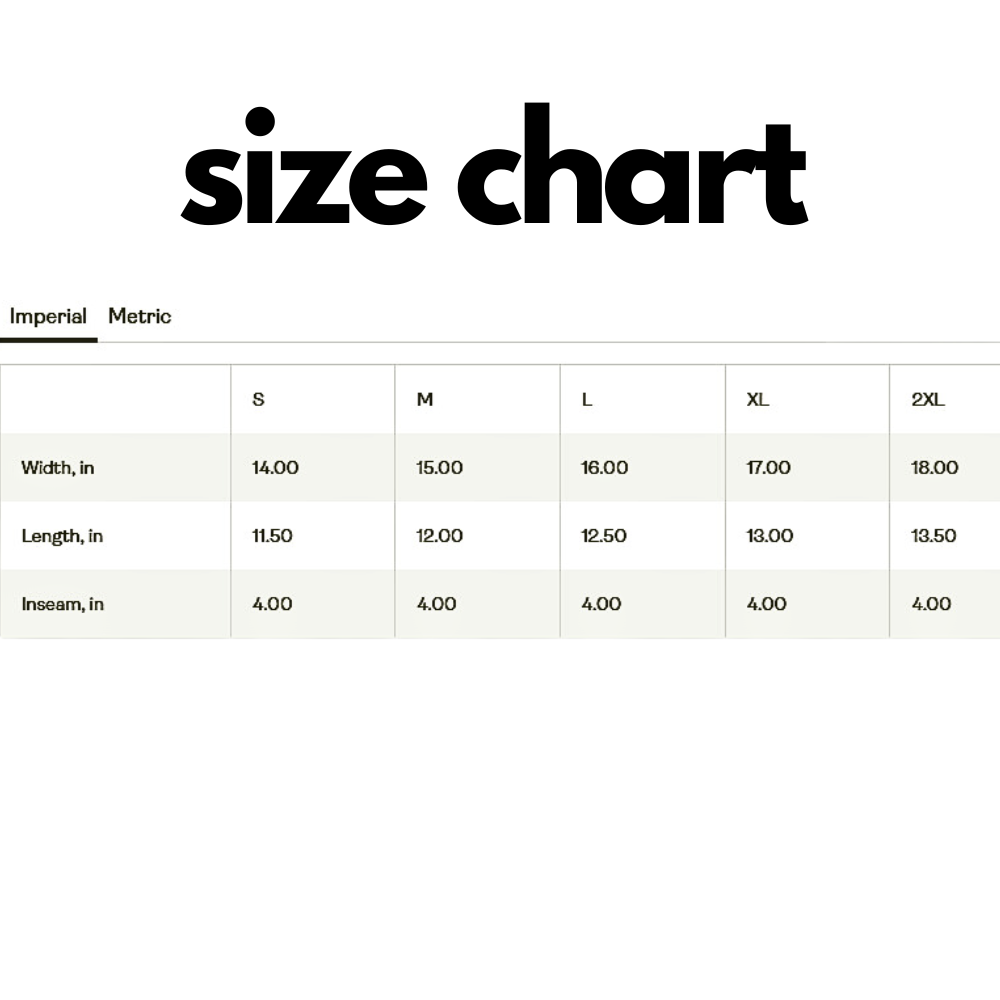 size chart
Imperial Metric
S M L XL 2XL
Width, in 14.00 15.00 16.00 17.00 18.00
Length, in 11.50 12.00 12.50 13.00 13.50
Inseam, in 4.00 4.00 4.00 4.00 4.00